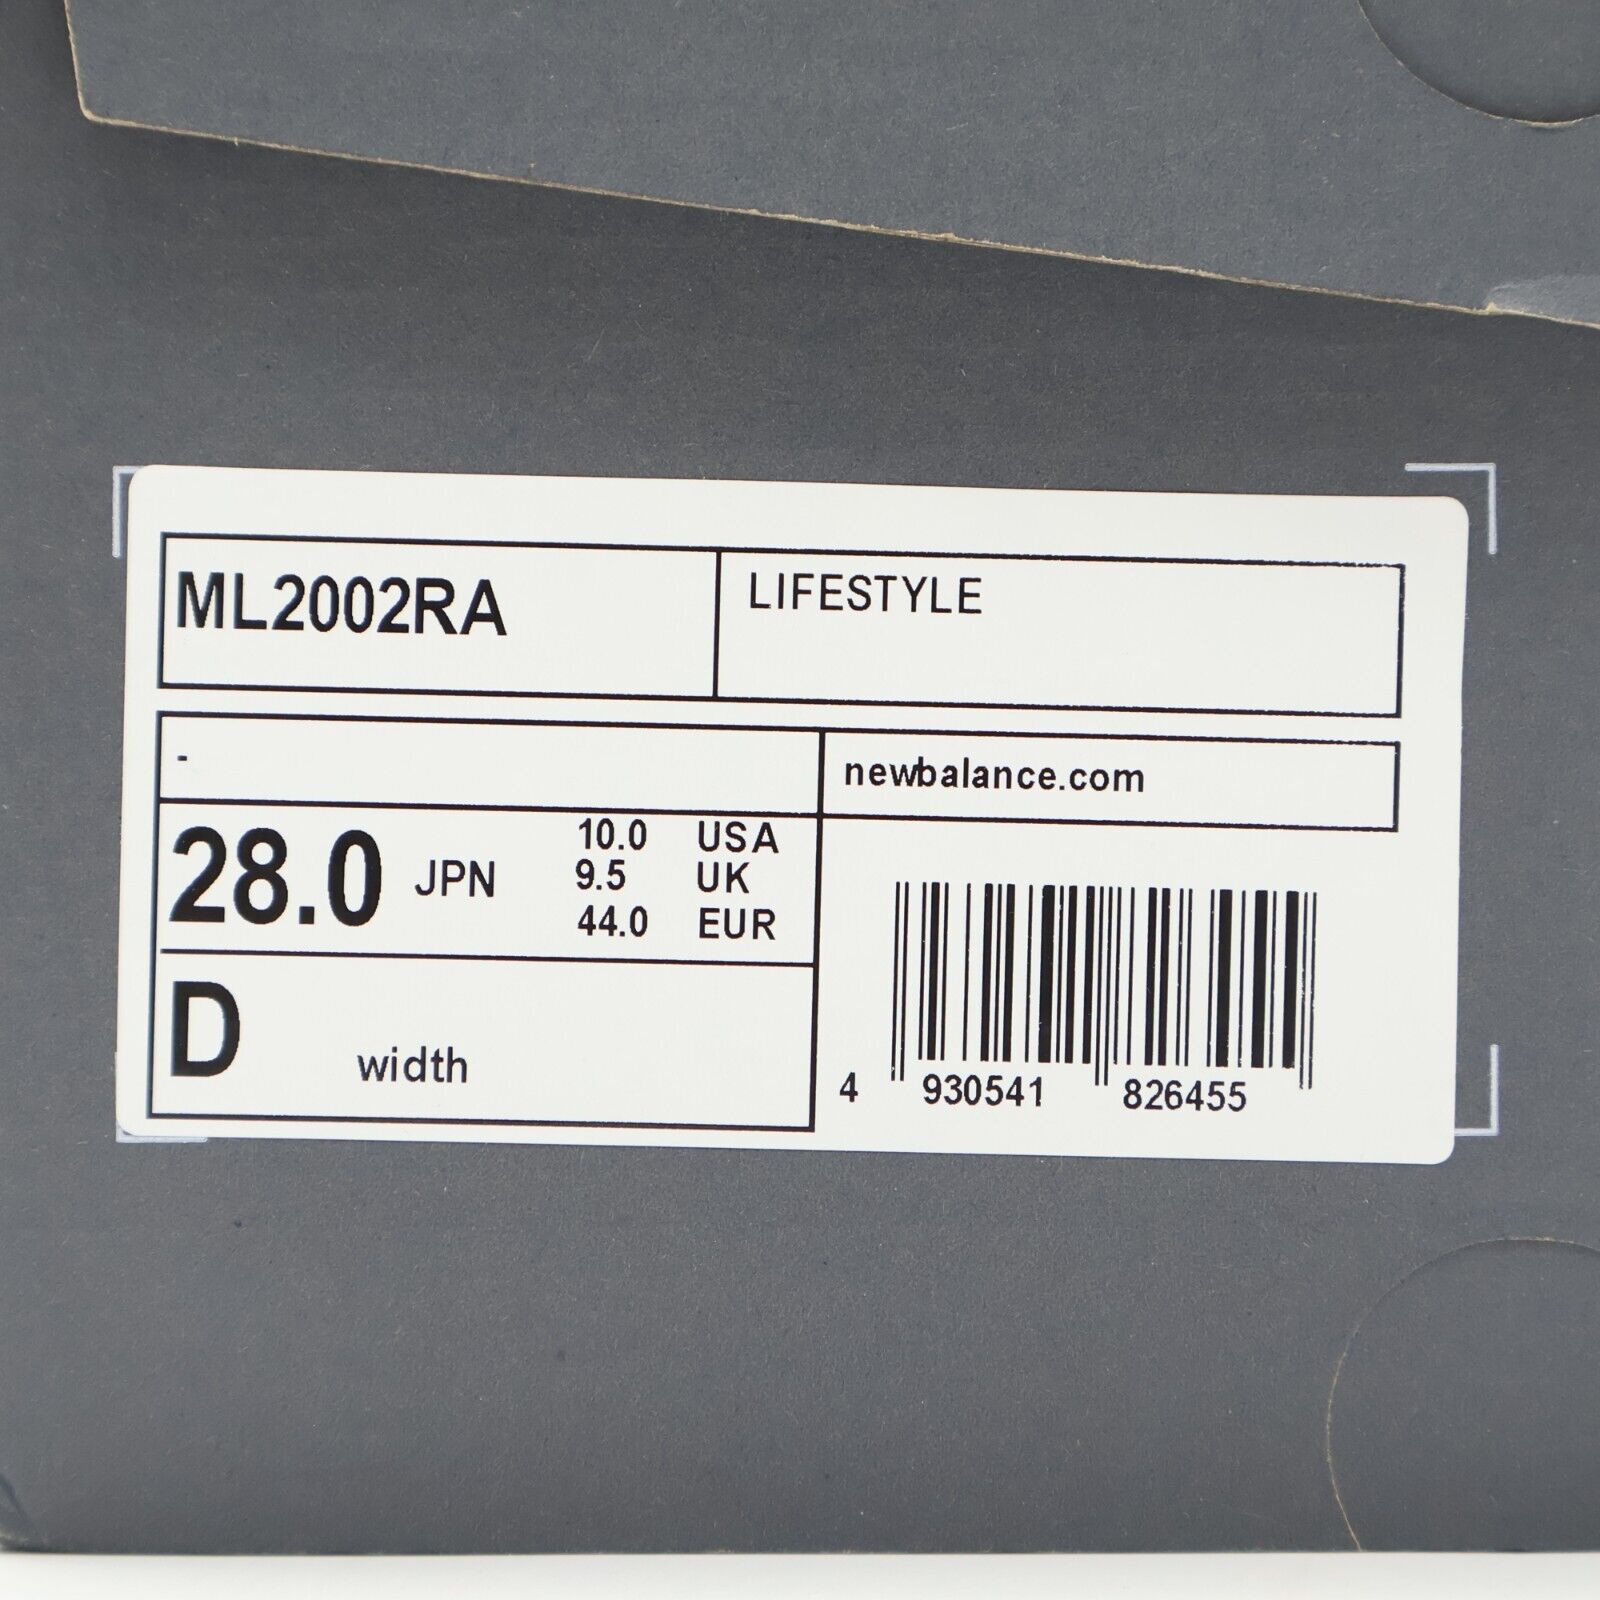 ML2002RA
LIFESTYLE
-
newbalance.com
28.0 JPN
10.0 USA
9.5 UK
44.0 EUR
D width
4 930541 826455